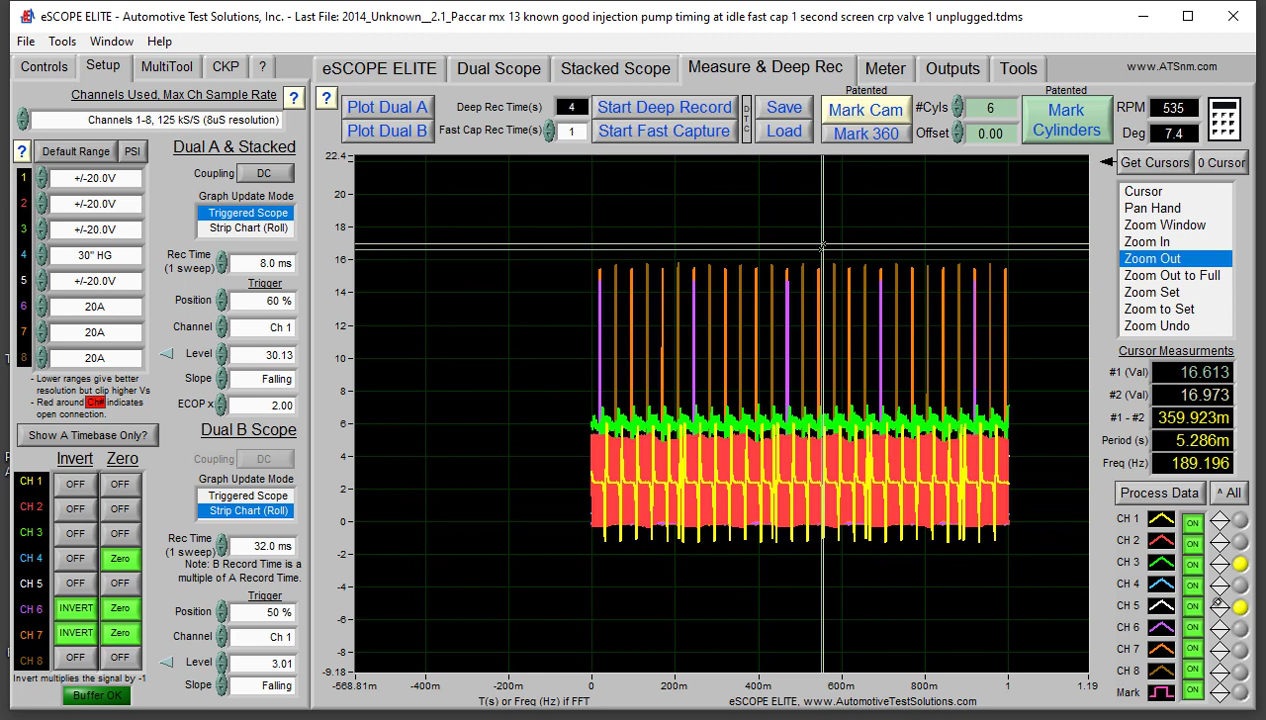 eSCOPE ELITE - Automotive Test Solutions, Inc. - Last File: 2014_Unknown__2.1_Paccar mx 13 known good injection pump timing at idle fast cap 1 second screen crp valve 1 unplugged.tdms
File Tools Window Help
Controls Setup MultiTool CKP ?
eSCOPE ELITE Dual Scope Stacked Scope Measure & Deep Rec Meter Outputs Tools
www.ATSnm.com
Channels Used, Max Ch Sample Rate ?
Channels 1-8, 125 kS/S (8uS resolution)
? Default Range PSI
1 +/-20.0V
2 +/-20.0V
3 +/-20.0V
4 30" HG
5 +/-20.0V
6 20A
7 20A
8 20A
- Lower ranges give better
resolution but clip higher Vs
- Red around Ch# indicates
open connection.
Show A Timebase Only?
Invert Zero
CH 1 OFF OFF
CH 2 OFF OFF
CH 3 OFF OFF
CH 4 OFF Zero
CH 5 OFF OFF
CH 6 INVERT Zero
CH 7 INVERT Zero
CH 8 OFF OFF
Invert multiplies the signal by -1
Buffer OK
Dual A & Stacked
Coupling DC
Graph Update Mode
Triggered Scope
Strip Chart (Roll)
Rec Time
(1 sweep) 8.0 ms
Trigger
Position 60 %
Channel Ch 1
Level 30.13
Slope Falling
ECOP x 2.00
Dual B Scope
Coupling DC
Graph Update Mode
Triggered Scope
Strip Chart (Roll)
Rec Time
(1 sweep) 32.0 ms
Note: B Record Time is a
multiple of A Record Time.
Trigger
Position 50 %
Channel Ch 1
Level 3.01
Slope Falling
? Plot Dual A Deep Rec Time(s) 4 Start Deep Record
Plot Dual B Fast Cap Rec Time(s) 1 Start Fast Capture
DTC
Save
Load
Patented
Mark Cam
Mark 360
#Cyls 6
Offset 0.00
Patented
Mark
Cylinders
RPM 535
Deg 7.4
22.4
20
18
16
14
12
10
8
6
4
2
0
-2
-4
-6
-8
-9.18
-568.81m -400m -200m 0 200m 400m 600m 800m 1 1.19
T(s) or Freq (Hz) if FFT
eSCOPE ELITE, www.AutomotiveTestSolutions.com
Get Cursors 0 Cursor
Cursor
Pan Hand
Zoom Window
Zoom In
Zoom Out
Zoom Out to Full
Zoom Set
Zoom to Set
Zoom Undo
Cursor Measurments
#1 (Val) 16.613
#2 (Val) 16.973
#1 - #2 359.923m
Period (s) 5.286m
Freq (Hz) 189.196
Process Data ^ All
CH 1 ON
CH 2 ON
CH 3 ON
CH 4 ON
CH 5 ON
CH 6 ON
CH 7 ON
CH 8 ON
Mark ON